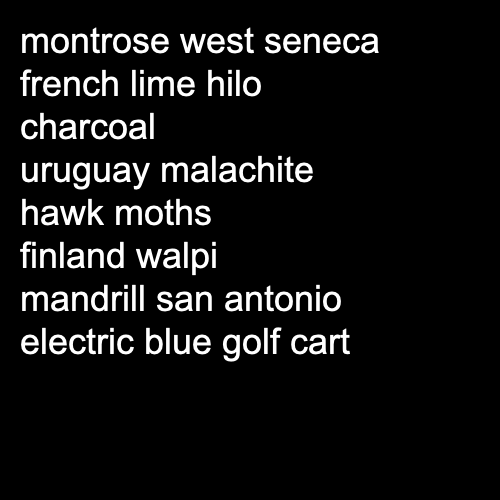 montrose west seneca
french lime hilo
charcoal
uruguay malachite
hawk moths
finland walpi
mandrill san antonio
electric blue golf cart